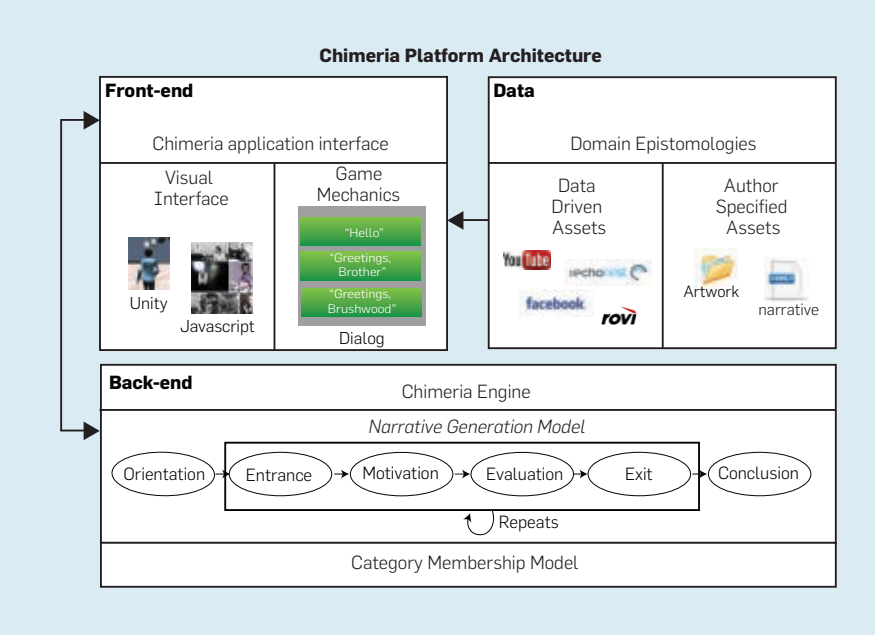 Chimeria Platform Architecture
Front-end
Chimeria application interface
Visual
Interface
Unity
Javascript
Game
Mechanics
“Hello”
“Greetings,
Brother”
“Greetings,
Brushwood”
Dialog
Data
Domain Epistomologies
Data
Driven
Assets
YouTube
facebook
rovi
Author
Specified
Assets
Artwork
narrative
Back-end
Chimeria Engine
Narrative Generation Model
Orientation
Entrance
Motivation
Evaluation
Exit
Conclusion
Repeats
Category Membership Model